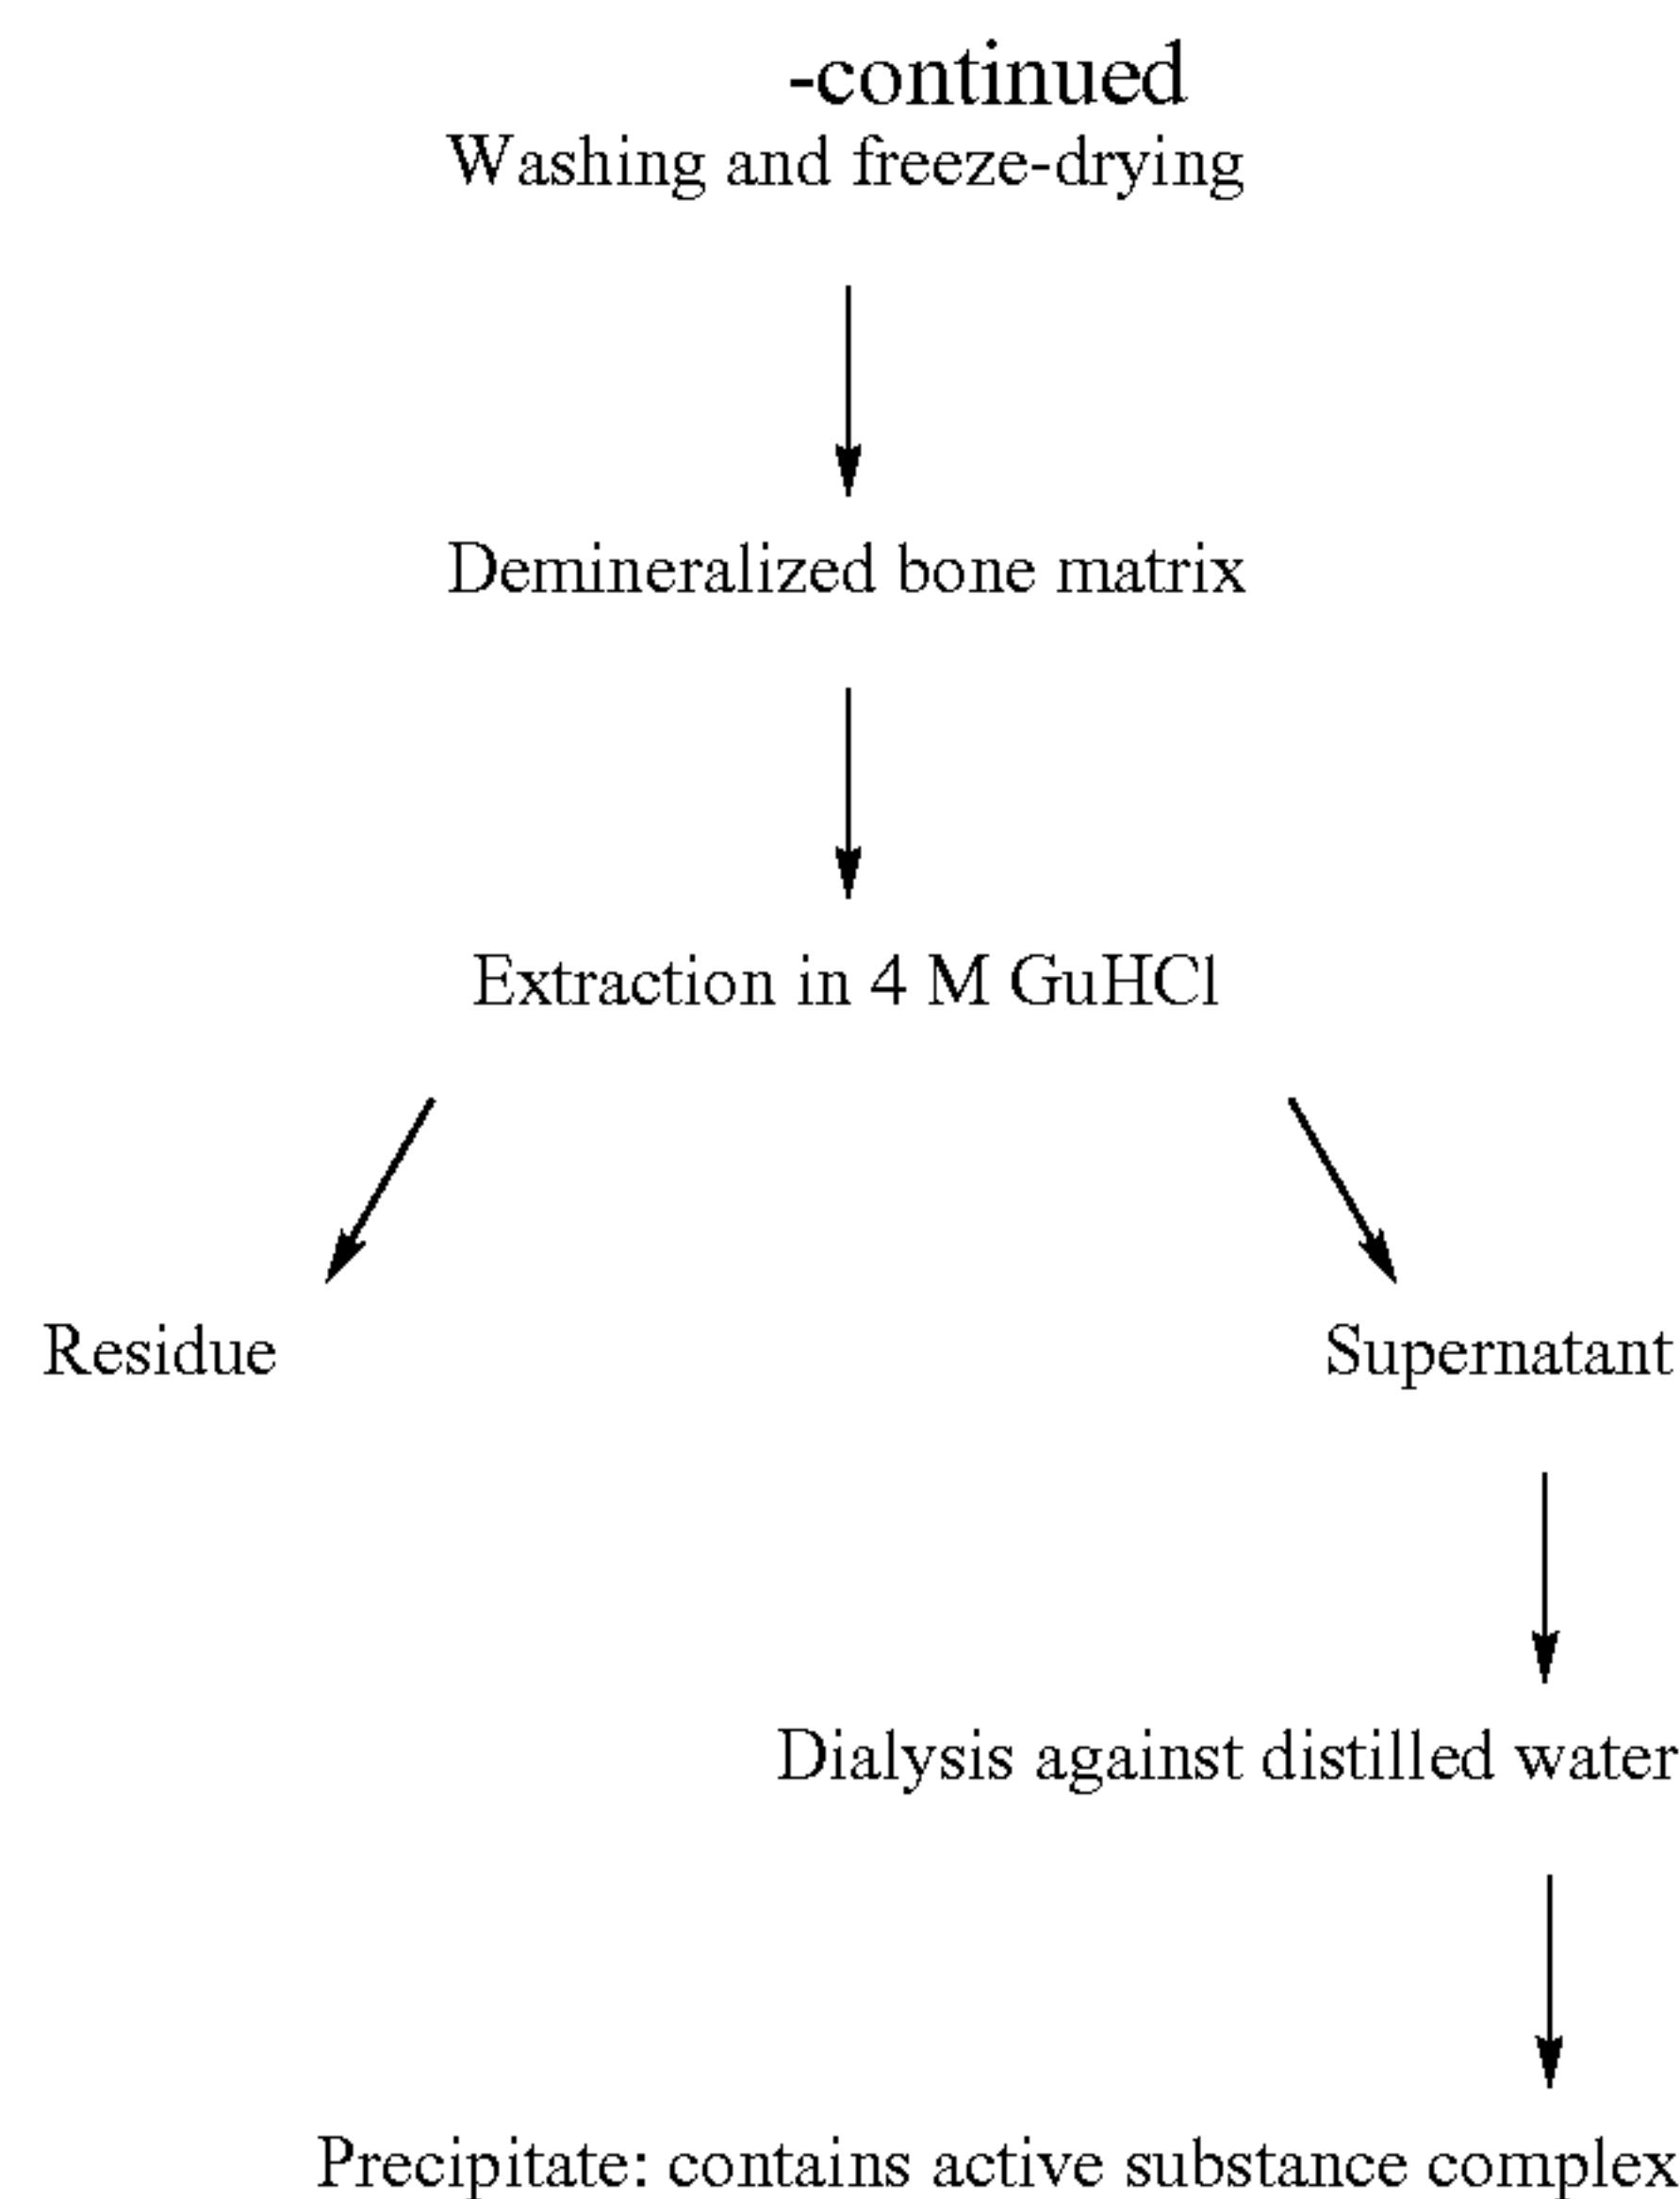 -continued
Washing and freeze-drying
Demineralized bone matrix
Extraction in 4 M GuHCl
Residue
Supernatant
Dialysis against distilled water
Precipitate: contains active substance complex